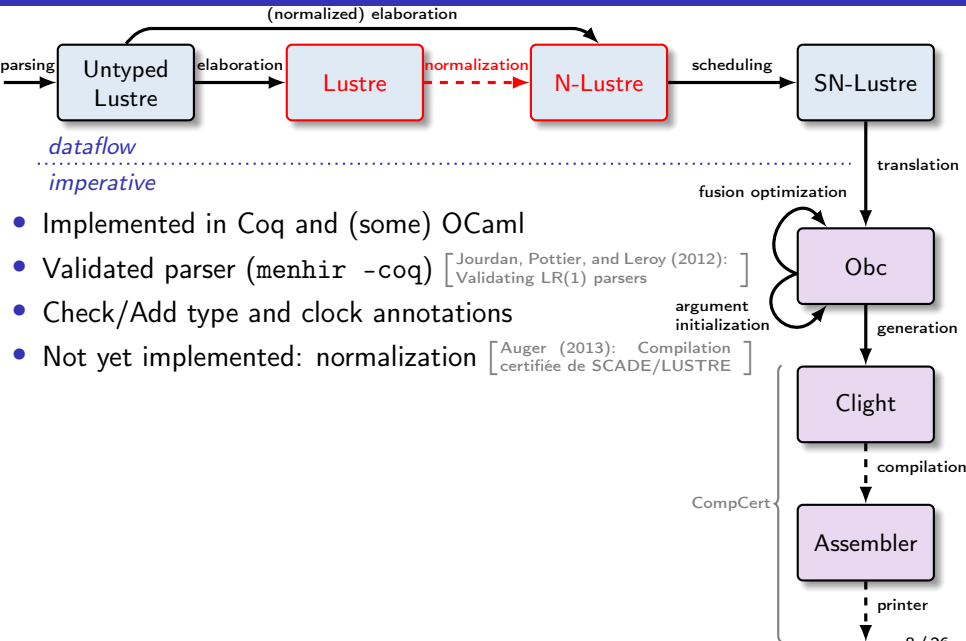 (normalized) elaboration
parsing
Untyped
Lustre
elaboration
Lustre
normalization
N-Lustre
scheduling
SN-Lustre
dataflow
imperative
translation
fusion optimization
• Implemented in Coq and (some) OCaml
• Validated parser (menhir -coq) [Jourdan, Pottier, and Leroy (2012):
Validating LR(1) parsers]
Obc
• Check/Add type and clock annotations
argument
initialization
generation
• Not yet implemented: normalization [Auger (2013): Compilation
certifiée de SCADE/LUSTRE]
Clight
compilation
CompCert
Assembler
printer